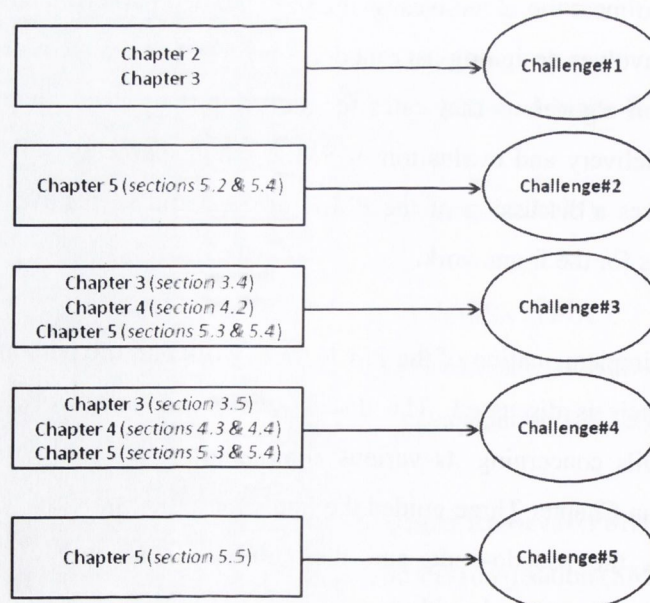 Chapter 2
Chapter 3
Challenge#1
Chapter 5 (sections 5.2 & 5.4)
Challenge#2
Chapter 3 (section 3.4)
Chapter 4 (section 4.2)
Chapter 5 (sections 5.3 & 5.4)
Challenge#3
Chapter 3 (section 3.5)
Chapter 4 (sections 4.3 & 4.4)
Chapter 5 (sections 5.3 & 5.4)
Challenge#4
Chapter 5 (section 5.5)
Challenge#5